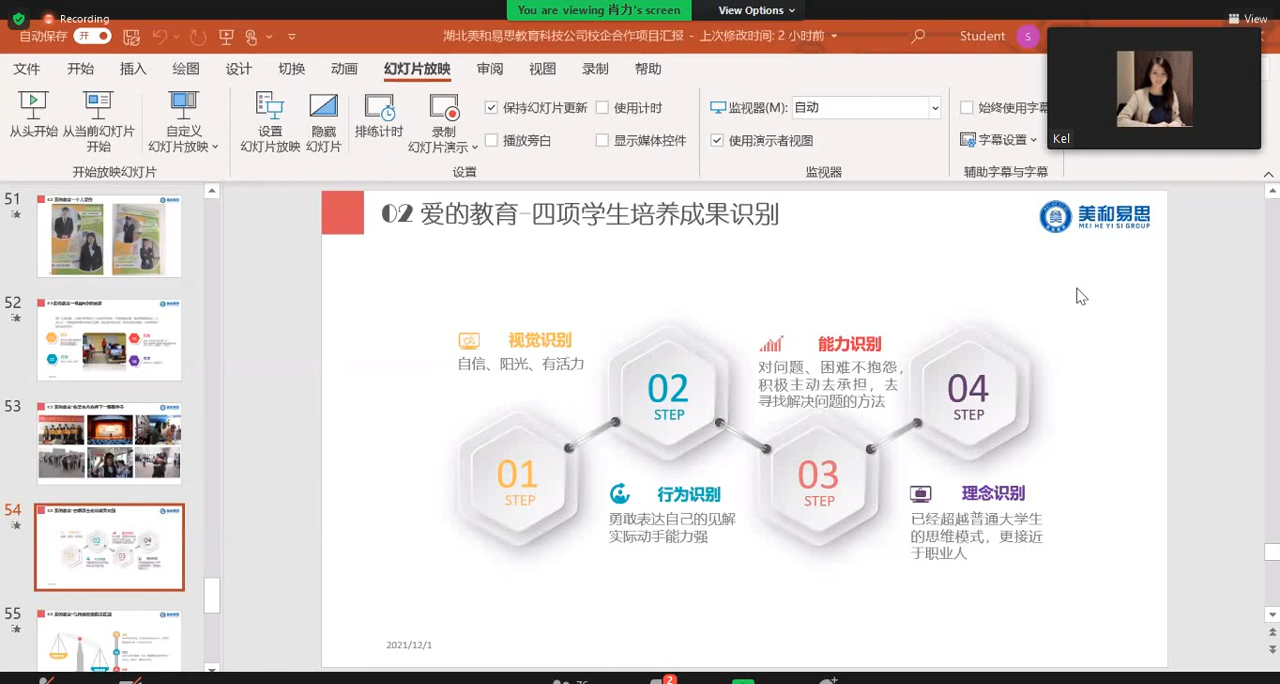 You are viewing 肖力's screen
View Options
Recording
View
自动保存 开
湖北美和易思教育科技公司校企合作项目汇报 - 上次修改时间: 2 小时前
Student
S
文件 开始 插入 绘图 设计 切换 动画 幻灯片放映 审阅 视图 录制 帮助
从头开始 从当前幻灯片
开始
自定义
幻灯片放映
开始放映幻灯片
设置
幻灯片放映
隐藏
幻灯片
排练计时
录制
幻灯片演示
保持幻灯片更新
使用计时
播放旁白
显示媒体控件
设置
监视器(M): 自动
使用演示者视图
监视器
始终使用字幕
字幕设置
辅助字幕与字幕
Kel
51
52
53
54
55
02 爱的教育-四项学生培养成果识别
美和易思
MEI HE YI SI GROUP
视觉识别
自信、阳光、有活力
01
STEP
02
STEP
行为识别
勇敢表达自己的见解
实际动手能力强
能力识别
对问题、困难不抱怨,
积极主动去承担，去
寻找解决问题的方法
03
STEP
04
STEP
理念识别
已经超越普通大学生
的思维模式，更接近
于职业人
2021/12/1
2